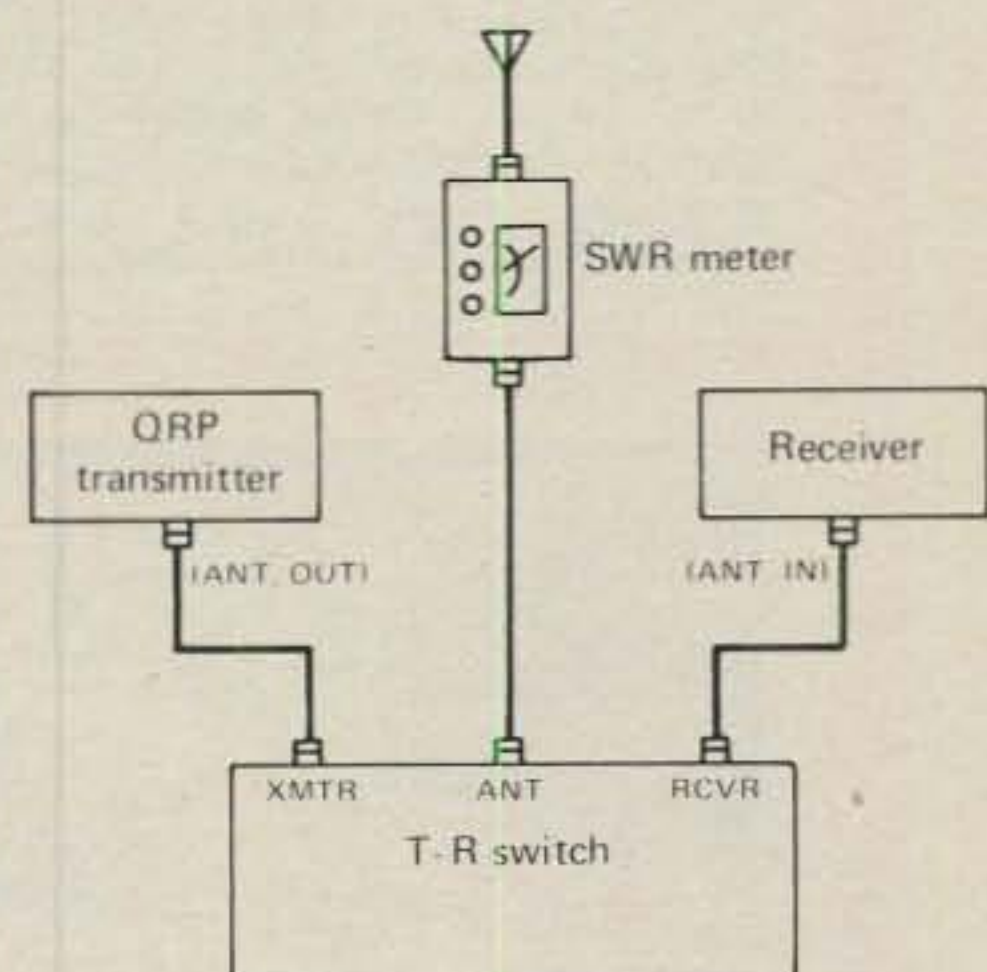 SWR meter
QRP
transmitter
Receiver
(ANT OUT)
(ANT IN)
XMTR
ANT
RCVR
T-R switch